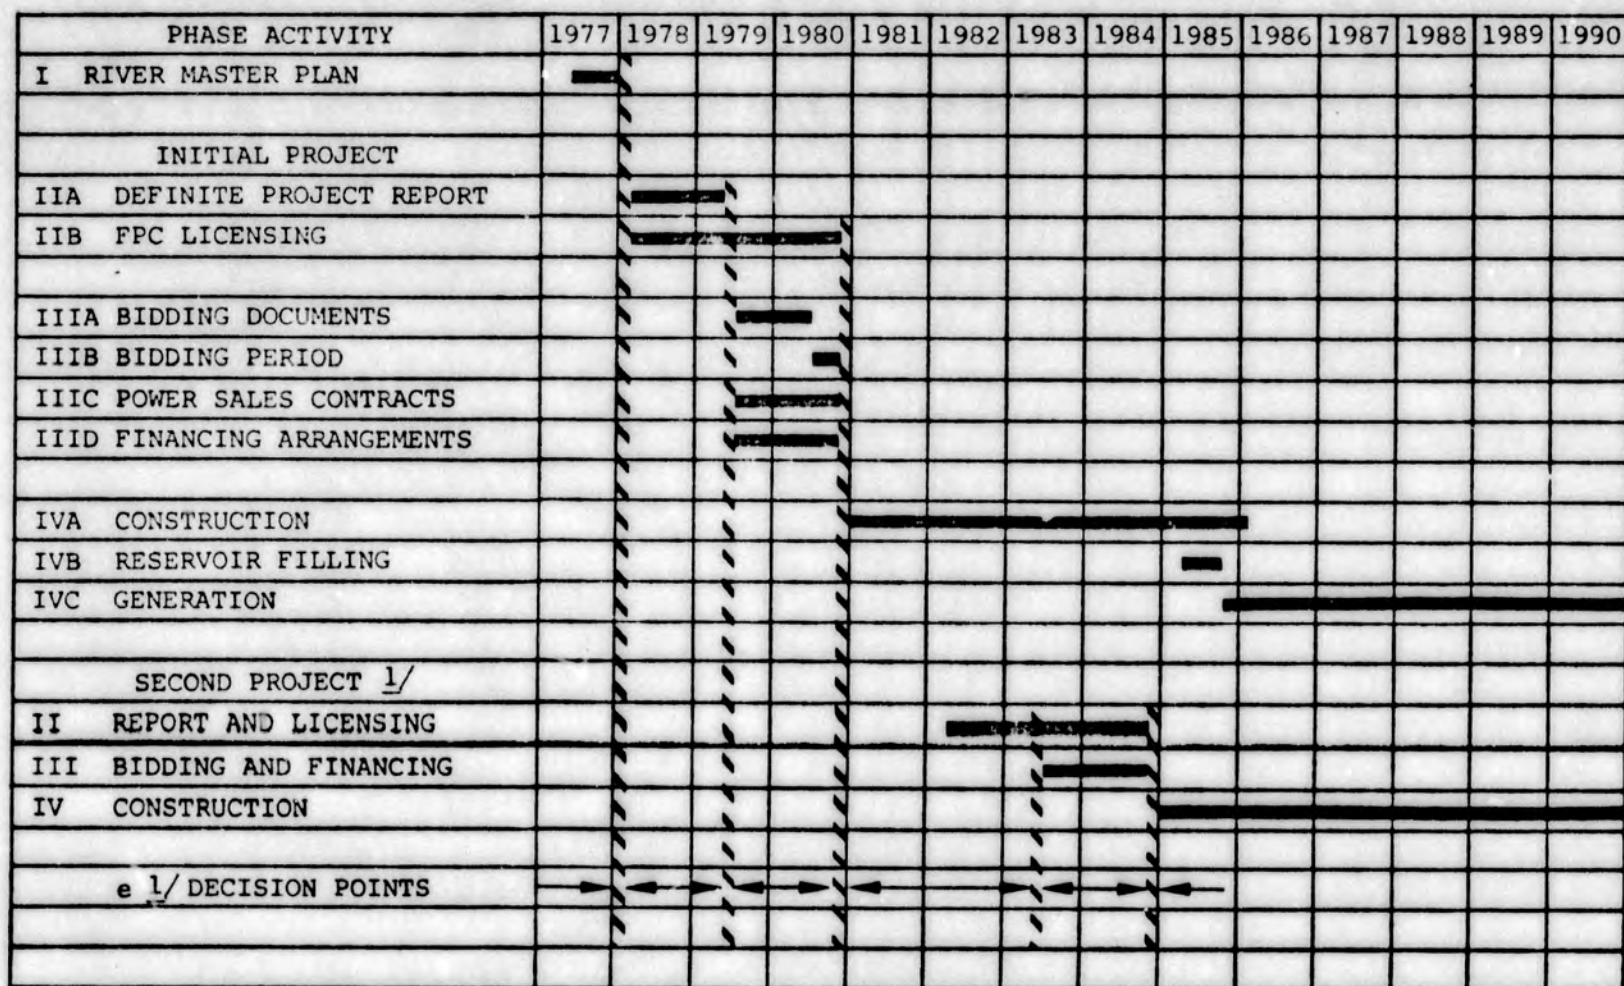 PHASE ACTIVITY 1977 1978 1979 1980 1981 1982 1983 1984 1985 1986 1987 1988 1989 1990
I RIVER MASTER PLAN
INITIAL PROJECT
IIA DEFINITE PROJECT REPORT
IIB FPC LICENSING
IIIA BIDDING DOCUMENTS
IIIB BIDDING PERIOD
IIIC POWER SALES CONTRACTS
IIID FINANCING ARRANGEMENTS
IVA CONSTRUCTION
IVB RESERVOIR FILLING
IVC GENERATION
SECOND PROJECT 1/
II REPORT AND LICENSING
III BIDDING AND FINANCING
IV CONSTRUCTION
e 1/ DECISION POINTS